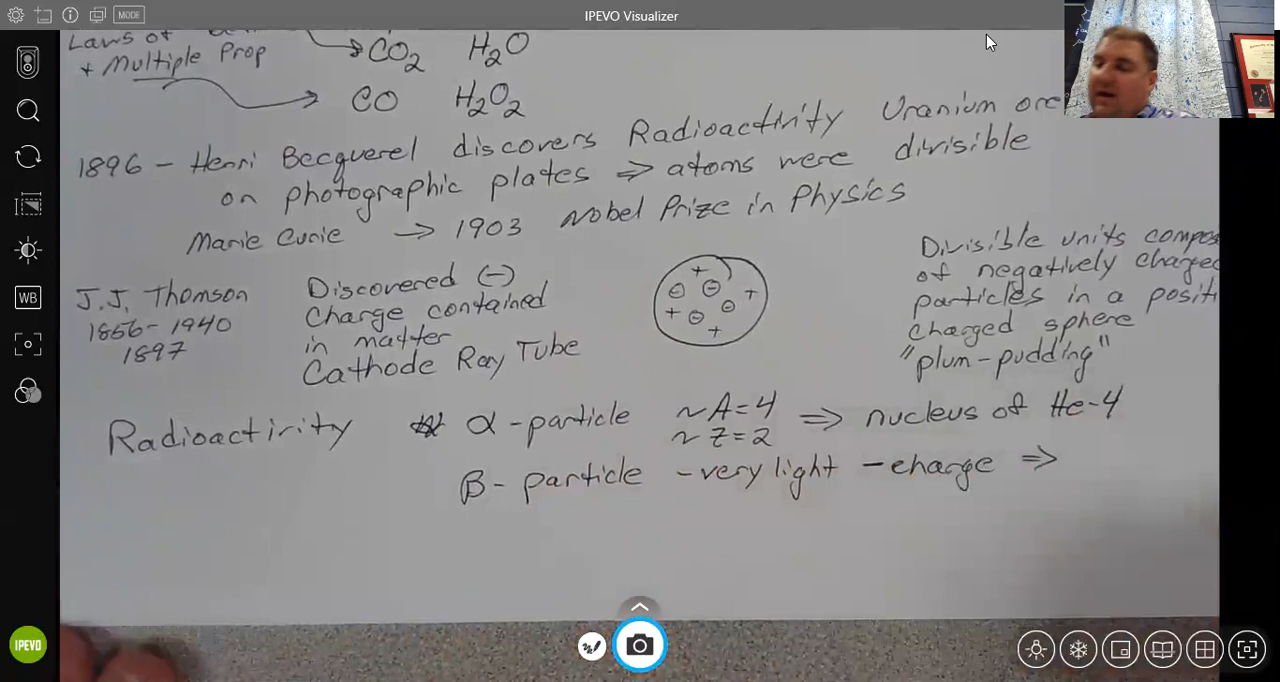 IPEVO Visualizer
MODE
WB
IPEVO
Laws of
+ Multiple Prop
CO2 H2O
CO H2O2
1896 - Henri Becquerel discovers Radioactivity Uranium ore
on photographic plates ⇒ atoms were divisible
Marie Curie → 1903 Nobel Prize in Physics
J.J. Thomson
1856-1940
1897
Discovered (-)
Charge contained
in matter
Cathode Ray Tube
+ ⊖ ⊖ + + ⊖ ⊖ +
Divisible units compos
of negatively charged
particles in a positi
charged sphere
"plum-pudding"
Radioactivity α-particle ~A=4 ⇒ nucleus of He-4
~Z=2
β- particle -very light -charge ⇒